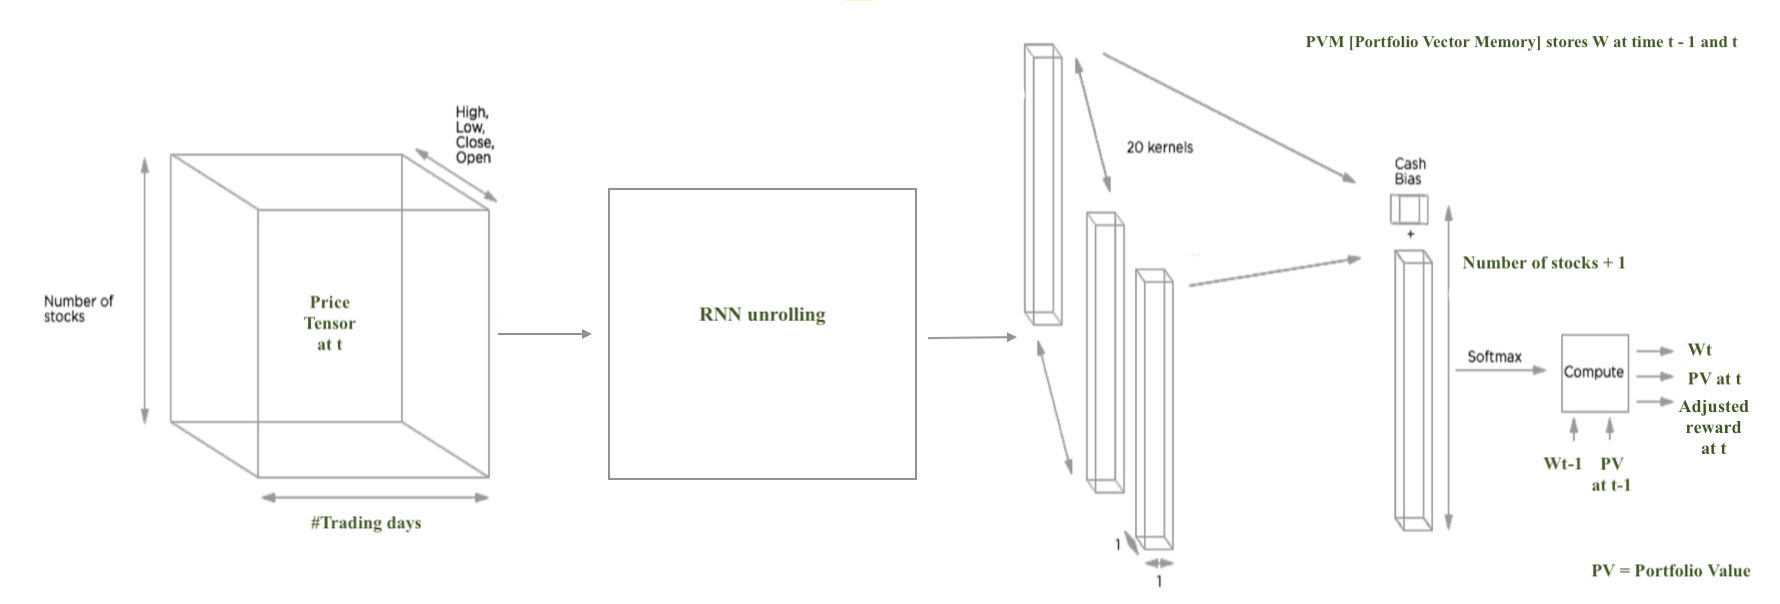 PVM [Portfolio Vector Memory] stores W at time t - 1 and t
High,
Low,
Close,
Open
20 kernels
Cash
Bias
+
Number of stocks + 1
Number of
stocks
Price
Tensor
at t
RNN unrolling
Softmax
Compute
Wt
PV at t
Adjusted
reward
at t
Wt-1
PV
at t-1
#Trading days
1
1
PV = Portfolio Value